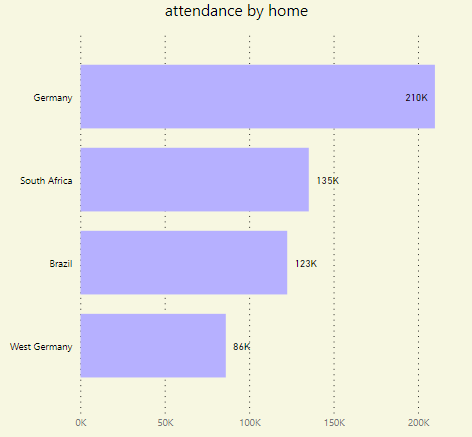 attendance by home
Germany 210K
South Africa 135K
Brazil 123K
West Germany 86K
0K 50K 100K 150K 200K